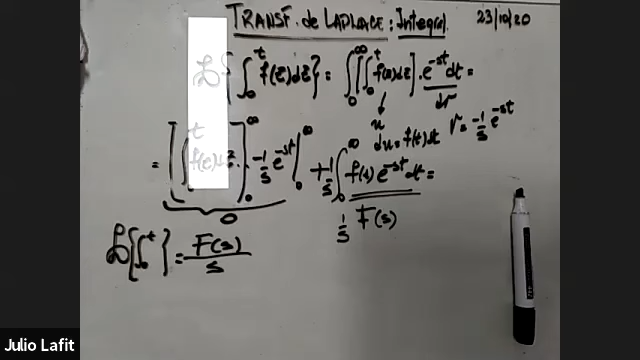 TRANSF. de LAPLACE: Integral 23/10/20
ℒ{∫₀ᵗ f(τ)dτ} = ∫₀^∞ [∫₀ᵗ f(τ)dτ] · e^{-st} dt =
u dv
du = f(t)dt v = -1/s e^{-st}
= [∫ᵗ f(τ)dτ]₀^∞ · -1/s e^{-st} |₀^∞ + 1/s ∫₀^∞ f(t) e^{-st} dt =
0 1/s F(s)
ℒ{∫₀ᵗ } = F(s)/s
Julio Lafit